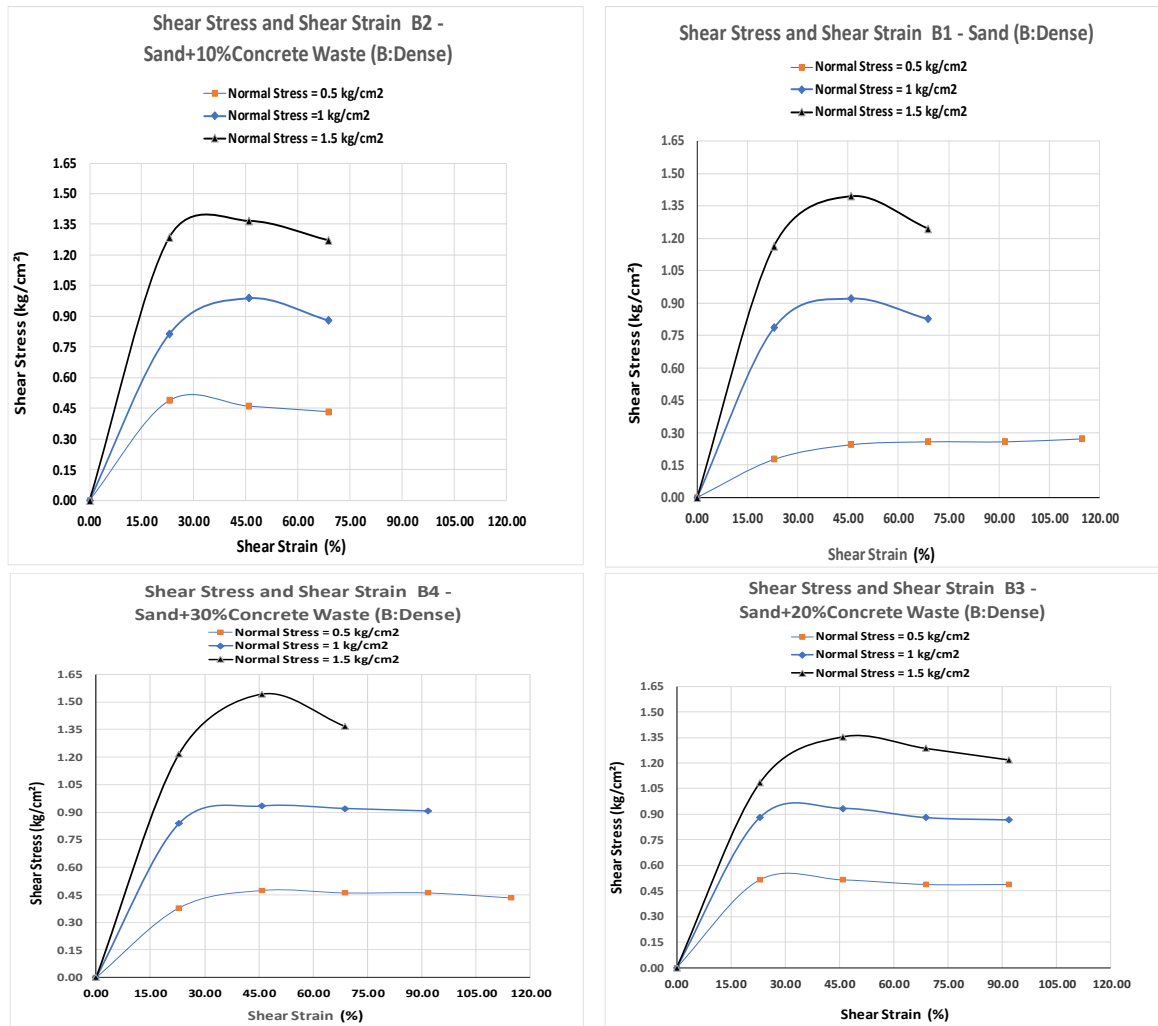 Shear Stress and Shear Strain B2 -
Sand+10%Concrete Waste (B:Dense)
Normal Stress = 0.5 kg/cm2
Normal Stress =1 kg/cm2
Normal Stress = 1.5 kg/cm2
Shear Stress (kg/cm²)
1.65
1.50
1.35
1.20
1.05
0.90
0.75
0.60
0.45
0.30
0.15
0.00
0.00 15.00 30.00 45.00 60.00 75.00 90.00 105.00 120.00
Shear Strain (%)
Shear Stress and Shear Strain B1 - Sand (B:Dense)
Normal Stress = 0.5 kg/cm2
Normal Stress = 1 kg/cm2
Normal Stress = 1.5 kg/cm2
Shear Stress (kg/cm²)
1.65
1.50
1.35
1.20
1.05
0.90
0.75
0.60
0.45
0.30
0.15
0.00
0.00 15.00 30.00 45.00 60.00 75.00 90.00 105.00 120.00
Shear Strain (%)
Shear Stress and Shear Strain B4 -
Sand+30%Concrete Waste (B:Dense)
Normal Stress = 0.5 kg/cm2
Normal Stress = 1 kg/cm2
Normal Stress = 1.5 kg/cm2
Shear Stress (kg/cm²)
1.65
1.50
1.35
1.20
1.05
0.90
0.75
0.60
0.45
0.30
0.15
0.00
0.00 15.00 30.00 45.00 60.00 75.00 90.00 105.00 120.00
Shear Strain (%)
Shear Stress and Shear Strain B3 -
Sand+20%Concrete Waste (B:Dense)
Normal Stress = 0.5 kg/cm2
Normal Stress = 1 kg/cm2
Normal Stress = 1.5 kg/cm2
Shear Stress (kg/cm²)
1.65
1.50
1.35
1.20
1.05
0.90
0.75
0.60
0.45
0.30
0.15
0.00
0.00 15.00 30.00 45.00 60.00 75.00 90.00 105.00 120.00
Shear Strain (%)